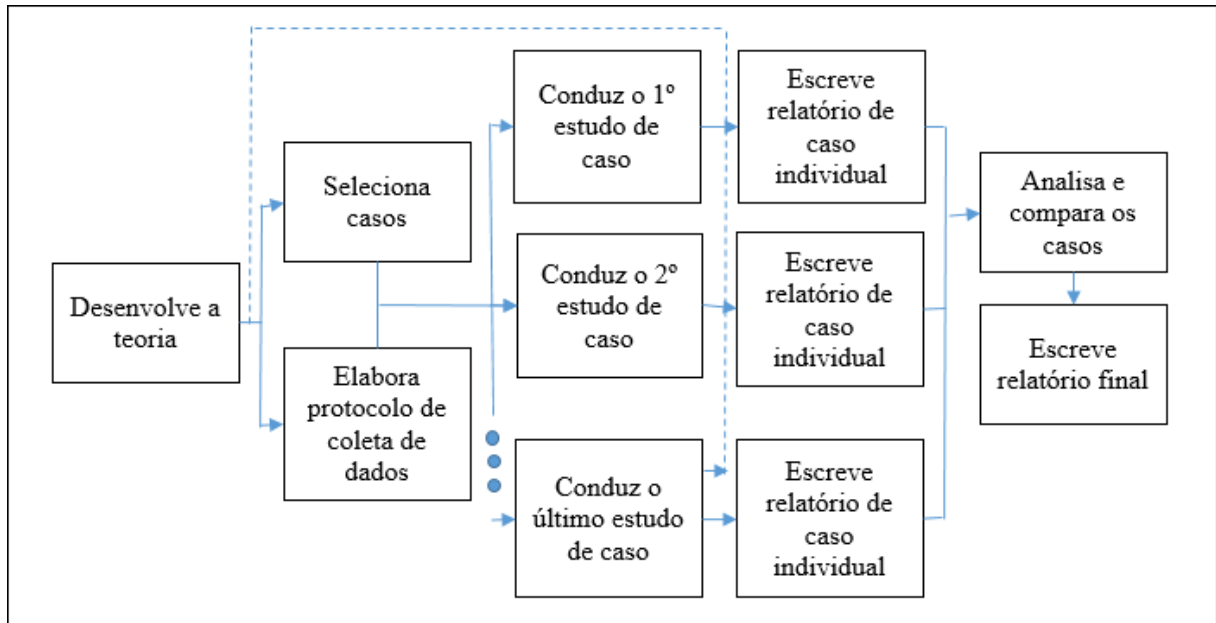 Desenvolve a
teoria
Seleciona
casos
Elabora
protocolo de
coleta de
dados
Conduz o 1º
estudo de
caso
Conduz o 2º
estudo de
caso
Conduz o
último estudo
de caso
Escreve
relatório de
caso
individual
Escreve
relatório de
caso
individual
Escreve
relatório de
caso
individual
Analisa e
compara os
casos
Escreve
relatório final